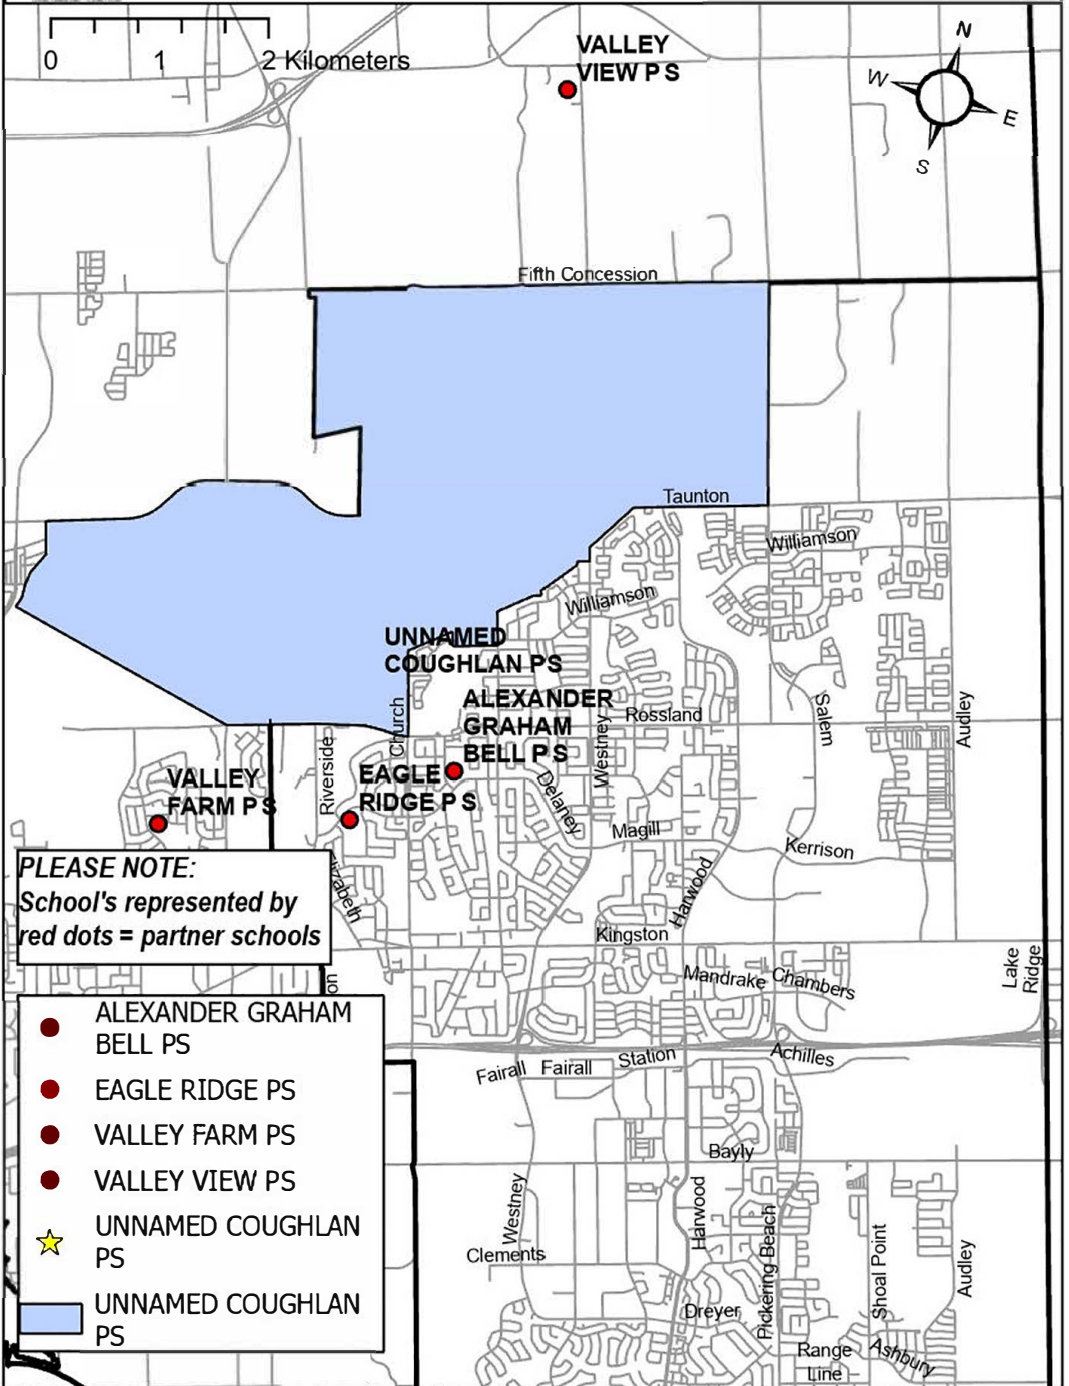 0 1 2 Kilometers
VALLEY
VIEW P S
N
W
E
S
Fifth Concession
Taunton
Williamson
Williamson
UNNAMED
COUGHLAN PS
ALEXANDER
GRAHAM
BELL P S
Church
Rossland
Westney
Salem
Audley
Riverside
EAGLE
RIDGE P S
VALLEY
FARM P S
Delaney
Magill
Kerrison
Harwood
Elizabeth
PLEASE NOTE:
School's represented by
red dots = partner schools
Kingston
Mandrake
Chambers
Lake
Ridge
on
Fairall
Fairall
Station
Achilles
Bayly
Westney
Harwood
Pickering Beach
Shoal Point
Audley
Clements
Dreyer
Range
Line
Ashbury
ALEXANDER GRAHAM
BELL PS
EAGLE RIDGE PS
VALLEY FARM PS
VALLEY VIEW PS
UNNAMED COUGHLAN
PS
UNNAMED COUGHLAN
PS